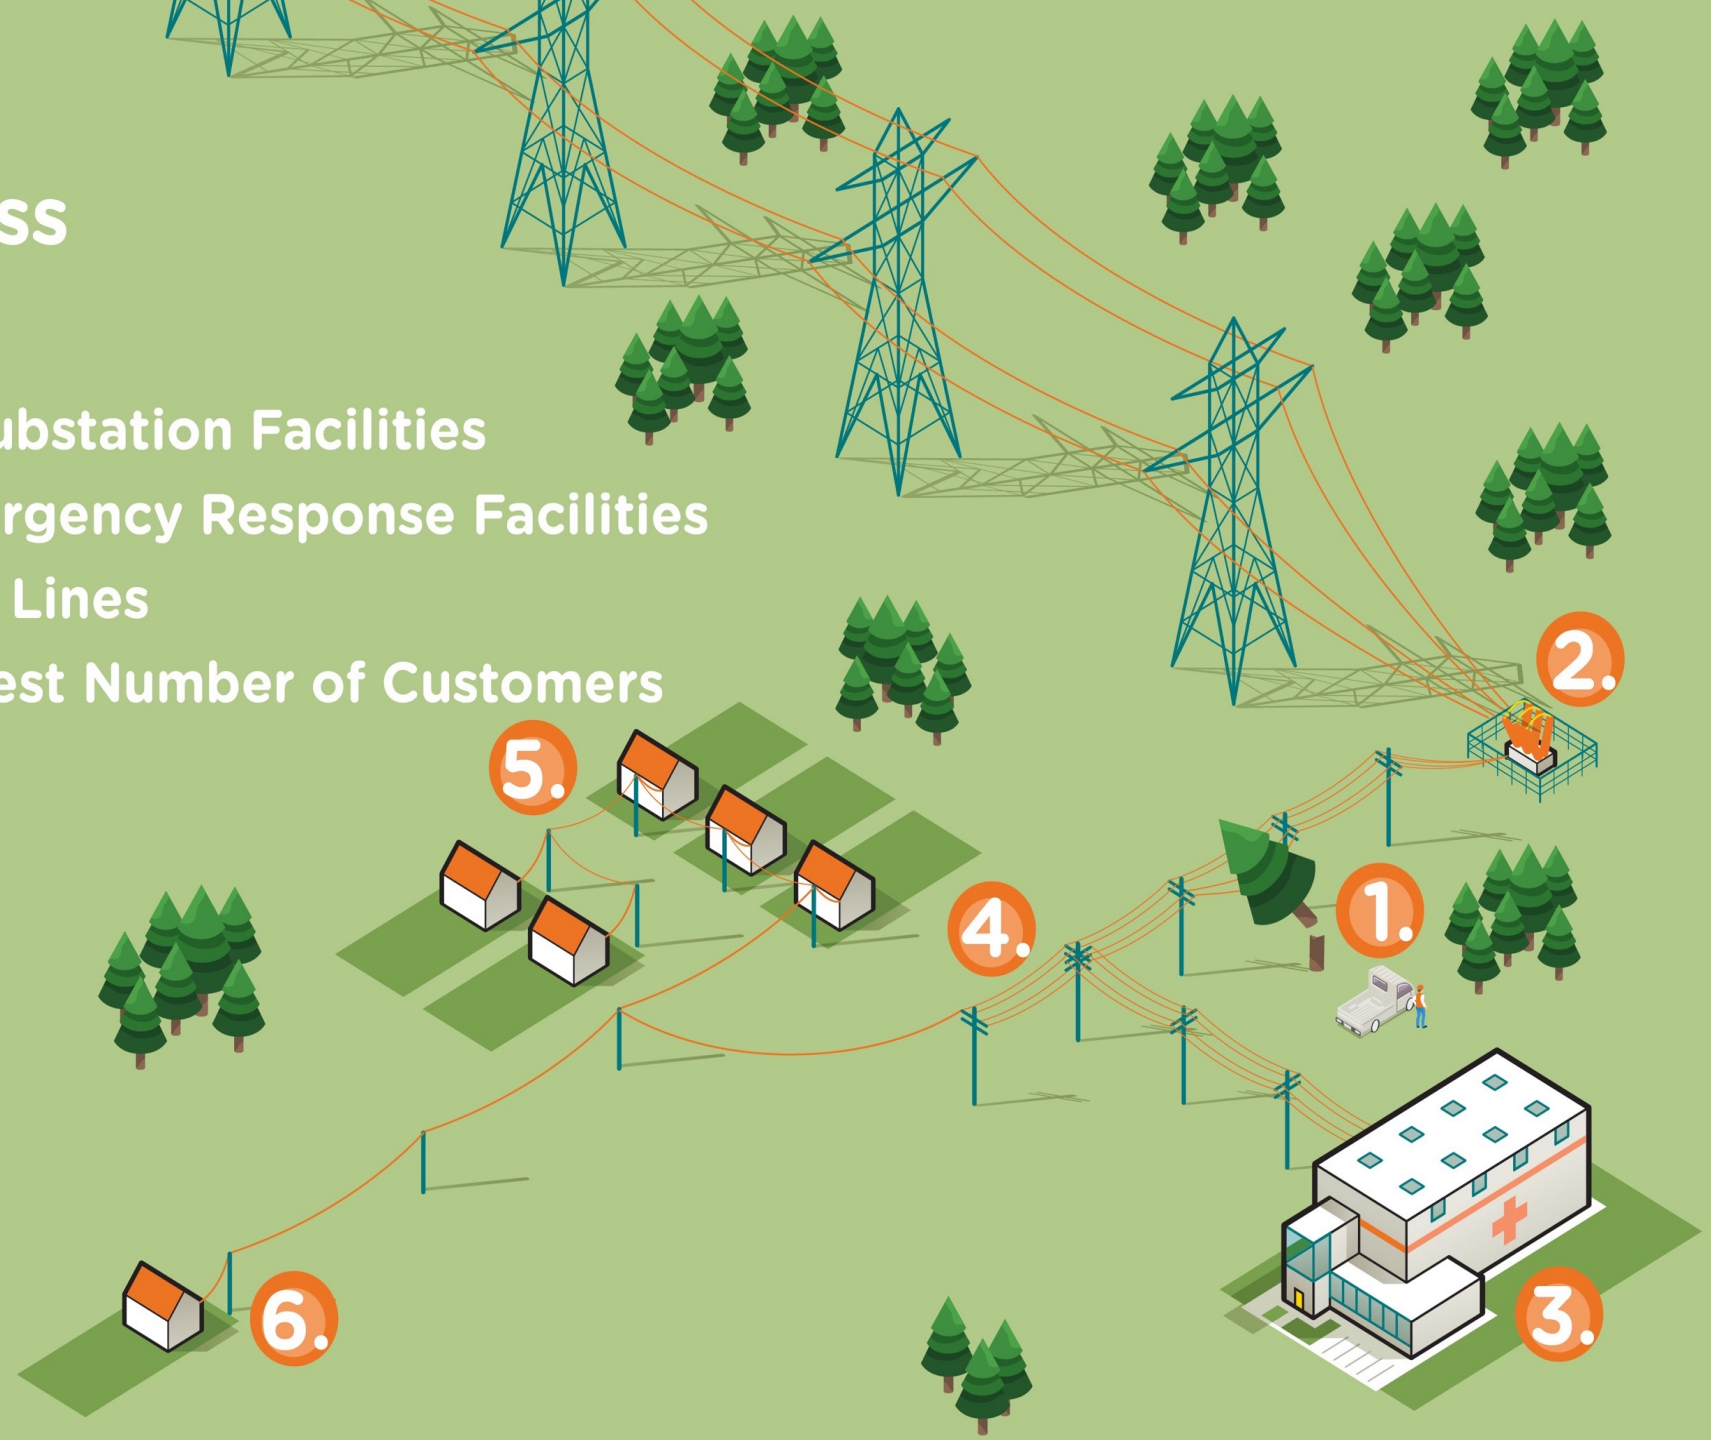 ss
ubstation Facilities
rgency Response Facilities
Lines
est Number of Customers
2.
5.
1.
4.
3.
6.